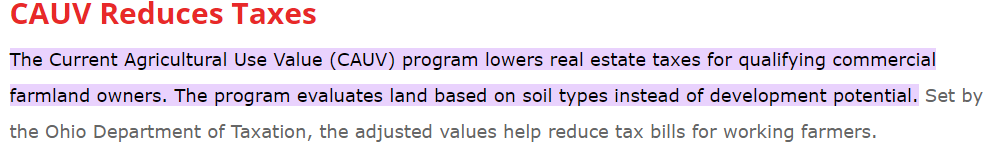 CAUV Reduces Taxes
The Current Agricultural Use Value (CAUV) program lowers real estate taxes for qualifying commercial
farmland owners. The program evaluates land based on soil types instead of development potential. Set by
the Ohio Department of Taxation, the adjusted values help reduce tax bills for working farmers.